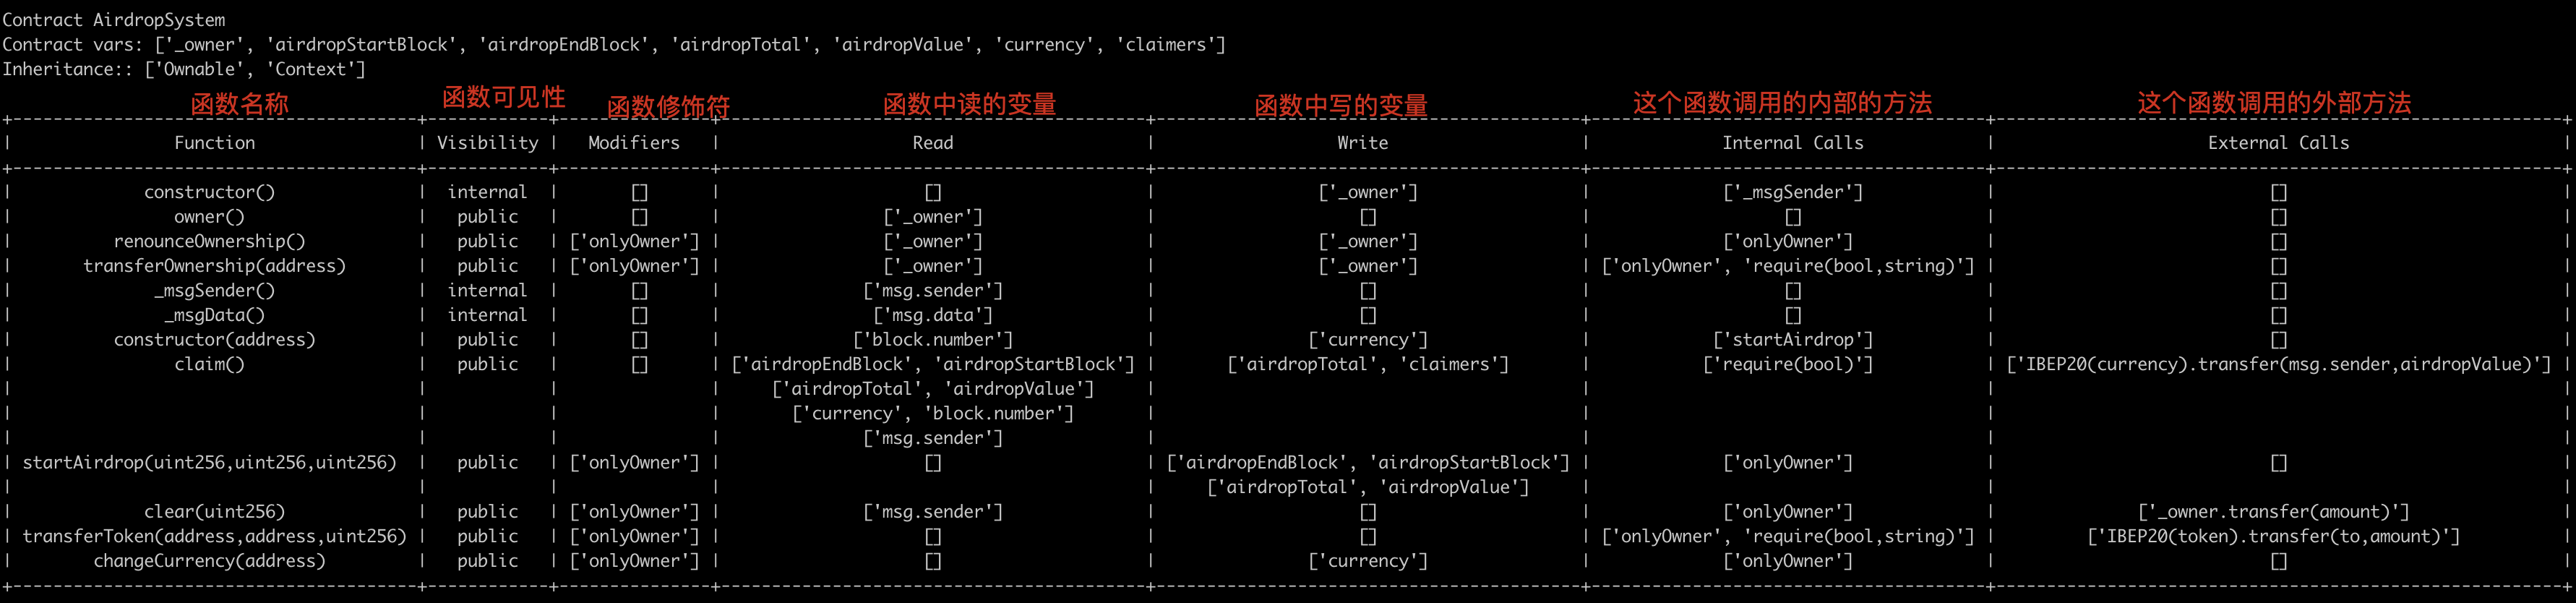 Contract AirdropSystem
Contract vars: ['_owner', 'airdropStartBlock', 'airdropEndBlock', 'airdropTotal', 'airdropValue', 'currency', 'claimers']
Inheritance:: ['Ownable', 'Context']
函数名称 函数可见性 函数修饰符 函数中读的变量 函数中写的变量 这个函数调用的内部的方法 这个函数调用的外部方法
| Function | Visibility | Modifiers | Read | Write | Internal Calls | External Calls |
| constructor() | internal | [] | [] | ['_owner'] | ['_msgSender'] | [] |
| owner() | public | [] | ['_owner'] | [] | [] | [] |
| renounceOwnership() | public | ['onlyOwner'] | ['_owner'] | ['_owner'] | ['onlyOwner'] | [] |
| transferOwnership(address) | public | ['onlyOwner'] | ['_owner'] | ['_owner'] | ['onlyOwner', 'require(bool,string)'] | [] |
| _msgSender() | internal | [] | ['msg.sender'] | [] | [] | [] |
| _msgData() | internal | [] | ['msg.data'] | [] | [] | [] |
| constructor(address) | public | [] | ['block.number'] | ['currency'] | ['startAirdrop'] | [] |
| claim() | public | [] | ['airdropEndBlock', 'airdropStartBlock'] | ['airdropTotal', 'claimers'] | ['require(bool)'] | ['IBEP20(currency).transfer(msg.sender,airdropValue)'] |
| | | | ['airdropTotal', 'airdropValue'] | | | |
| | | | ['currency', 'block.number'] | | | |
| | | | ['msg.sender'] | | | |
| startAirdrop(uint256,uint256,uint256) | public | ['onlyOwner'] | [] | ['airdropEndBlock', 'airdropStartBlock'] | ['onlyOwner'] | [] |
| | | | | ['airdropTotal', 'airdropValue'] | | |
| clear(uint256) | public | ['onlyOwner'] | ['msg.sender'] | [] | ['onlyOwner'] | ['_owner.transfer(amount)'] |
| transferToken(address,address,uint256) | public | ['onlyOwner'] | [] | [] | ['onlyOwner', 'require(bool,string)'] | ['IBEP20(token).transfer(to,amount)'] |
| changeCurrency(address) | public | ['onlyOwner'] | [] | ['currency'] | ['onlyOwner'] | [] |